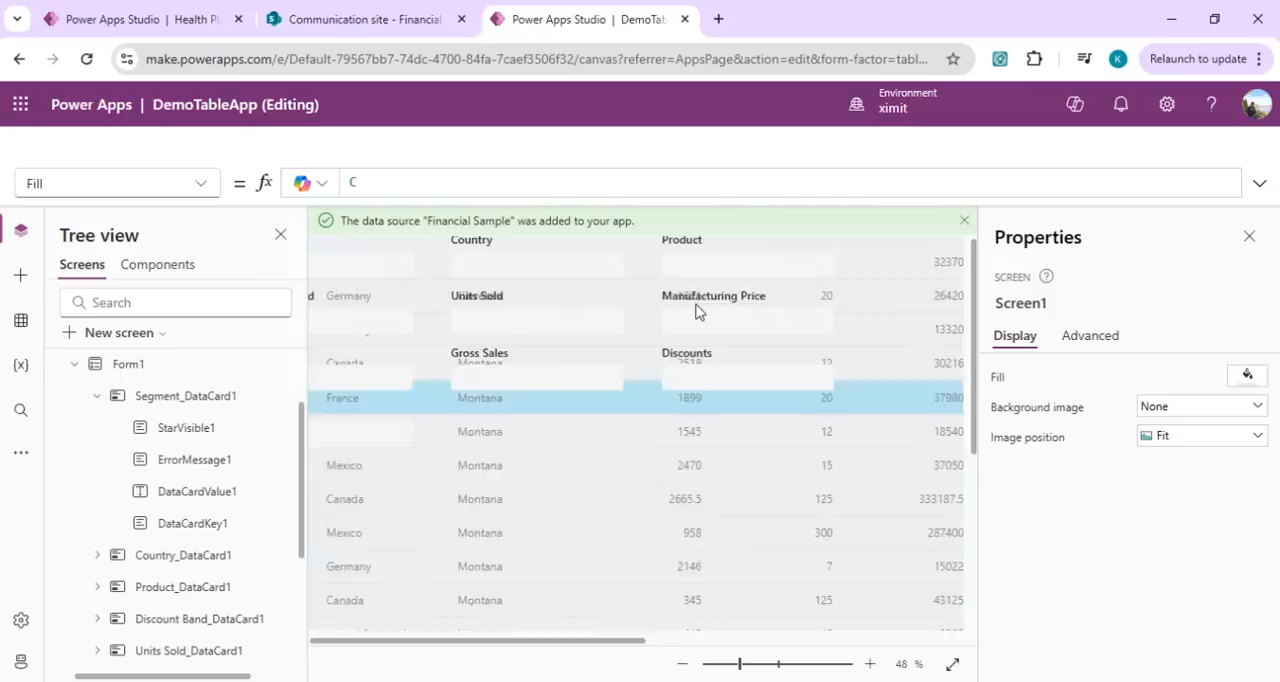 Power Apps Studio | Health Pl
Communication site - Financial
Power Apps Studio | DemoTab
make.powerapps.com/e/Default-79567bb7-74dc-4700-84fa-7caef3506f32/canvas?referrer=AppsPage&action=edit&form-factor=tabl...
K
Relaunch to update
Power Apps | DemoTableApp (Editing)
Environment
ximit
Fill
= fx
C
The data source "Financial Sample" was added to your app.
Tree view
Screens
Components
Search
New screen
Form1
Segment_DataCard1
StarVisible1
ErrorMessage1
DataCardValue1
DataCardKey1
Country_DataCard1
Product_DataCard1
Discount Band_DataCard1
Units Sold_DataCard1
Country
Product
32370
d
Germany
Units Sold
Manufacturing Price
20
26420
13320
Gross Sales
Discounts
Canada
Montana
2518
12
30216
France
Montana
1899
20
37980
Montana
1545
12
18540
Mexico
Montana
2470
15
37050
Canada
Montana
2665.5
125
333187.5
Mexico
Montana
958
300
287400
Germany
Montana
2146
7
15022
Canada
Montana
345
125
43125
48 %
Properties
SCREEN
Screen1
Display
Advanced
Fill
Background image
None
Image position
Fit